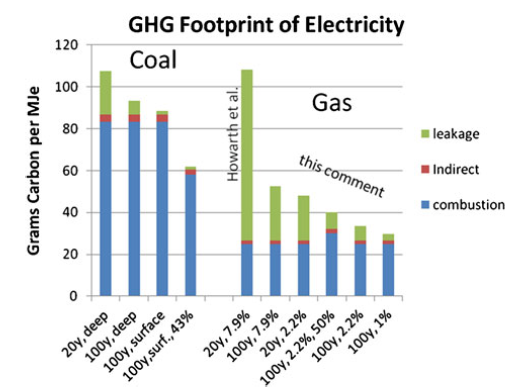 GHG Footprint of Electricity
Grams Carbon per MJe
120
100
80
60
40
20
0
Coal
Gas
Howarth et al.
this comment
leakage
Indirect
combustion
20y, deep
100y, deep
100y, surface
100y,surf., 43%
20y, 7.9%
100y, 7.9%
20y, 2.2%
100y, 2.2%, 50%
100y, 2.2%
100y, 1%